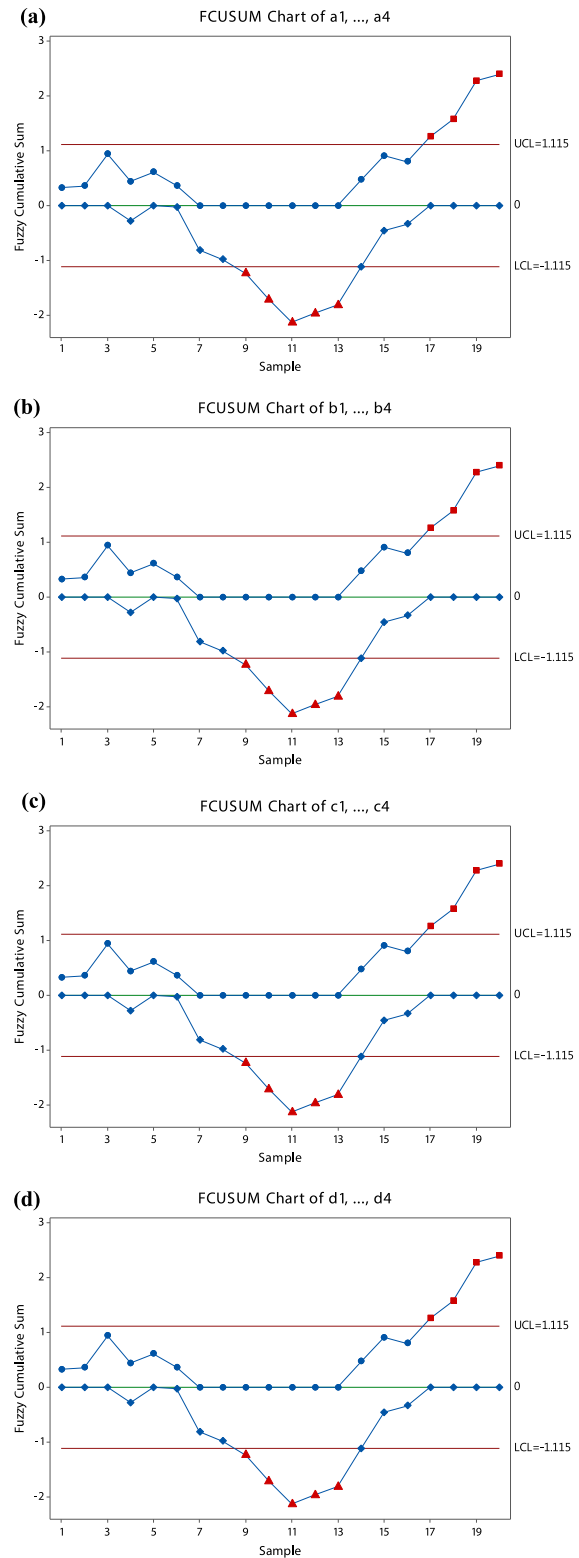 (a)
FCUSUM Chart of a1, ..., a4
Fuzzy Cumulative Sum
3
2
1
0
-1
-2
UCL=1.115
0
LCL=-1.115
1 3 5 7 9 11 13 15 17 19
Sample
(b)
FCUSUM Chart of b1, ..., b4
Fuzzy Cumulative Sum
3
2
1
0
-1
-2
UCL=1.115
0
LCL=-1.115
1 3 5 7 9 11 13 15 17 19
Sample
(c)
FCUSUM Chart of c1, ..., c4
Fuzzy Cumulative Sum
3
2
1
0
-1
-2
UCL=1.115
0
LCL=-1.115
1 3 5 7 9 11 13 15 17 19
Sample
(d)
FCUSUM Chart of d1, ..., d4
Fuzzy Cumulative Sum
3
2
1
0
-1
-2
UCL=1.115
0
LCL=-1.115
1 3 5 7 9 11 13 15 17 19
Sample